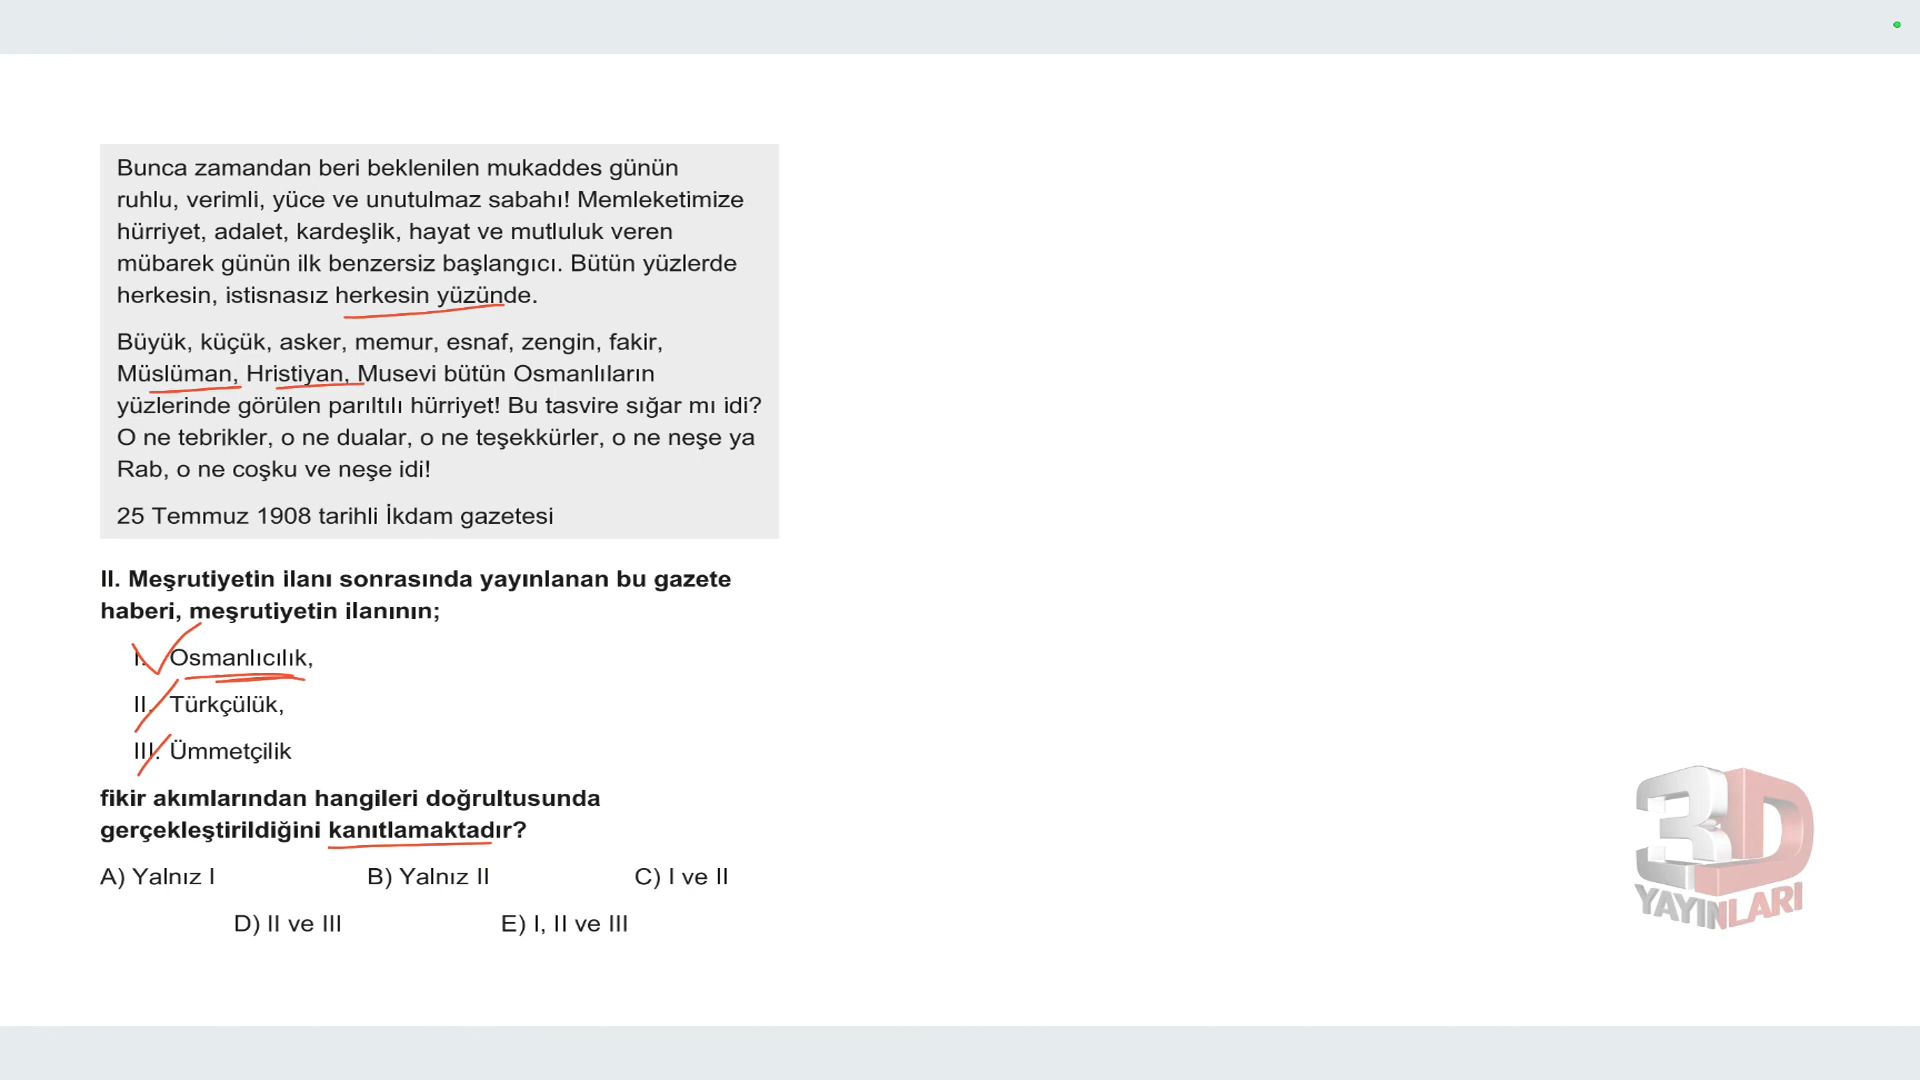 Bunca zamandan beri beklenilen mukaddes günün
ruhlu, verimli, yüce ve unutulmaz sabahı! Memleketimize
hürriyet, adalet, kardeşlik, hayat ve mutluluk veren
mübarek günün ilk benzersiz başlangıcı. Bütün yüzlerde
herkesin, istisnasız herkesin yüzünde.
Büyük, küçük, asker, memur, esnaf, zengin, fakir,
Müslüman, Hristiyan, Musevi bütün Osmanlıların
yüzlerinde görülen parıltılı hürriyet! Bu tasvire sığar mı idi?
O ne tebrikler, o ne dualar, o ne teşekkürler, o ne neşe ya
Rab, o ne coşku ve neşe idi!
25 Temmuz 1908 tarihli İkdam gazetesi
II. Meşrutiyetin ilanı sonrasında yayınlanan bu gazete
haberi, meşrutiyetin ilanının;
I. Osmanlıcılık,
II. Türkçülük,
III. Ümmetçilik
fikir akımlarından hangileri doğrultusunda
gerçekleştirildiğini kanıtlamaktadır?
A) Yalnız I B) Yalnız II C) I ve II
D) II ve III E) I, II ve III
3D
YAYINLARI